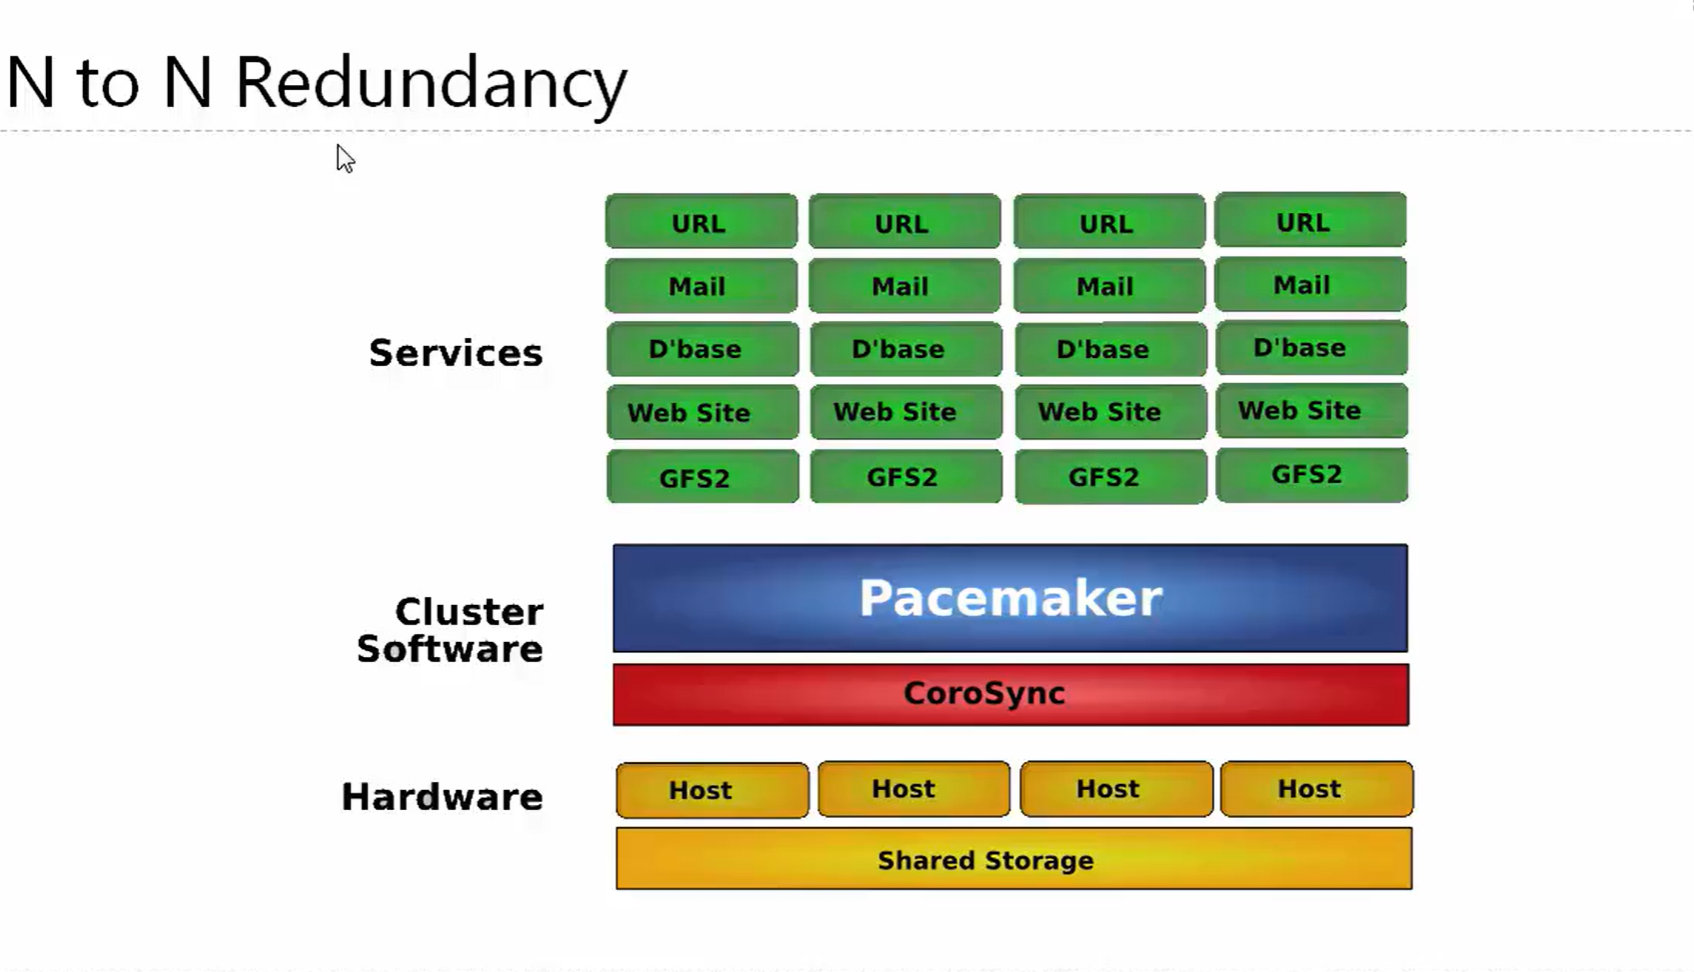 N to N Redundancy
URL URL URL URL
Mail Mail Mail Mail
Services
D'base D'base D'base D'base
Web Site Web Site Web Site Web Site
GFS2 GFS2 GFS2 GFS2
Cluster
Software
Pacemaker
CoroSync
Hardware
Host Host Host Host
Shared Storage